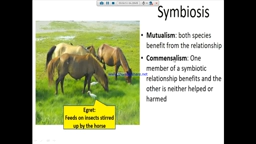 Symbiosis
• Mutualism: both species
benefit from the relationship
• Commensalism: One
member of a symbiotic
relationship benefits and the
other is neither helped or
harmed
Egret:
Feeds on insects stirred
up by the horse